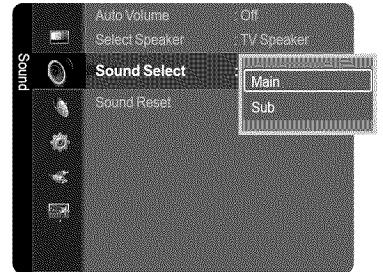 Sound
Auto Volume : Off
Select Speaker : TV Speaker
Sound Select :
Main
Sub
Sound Reset